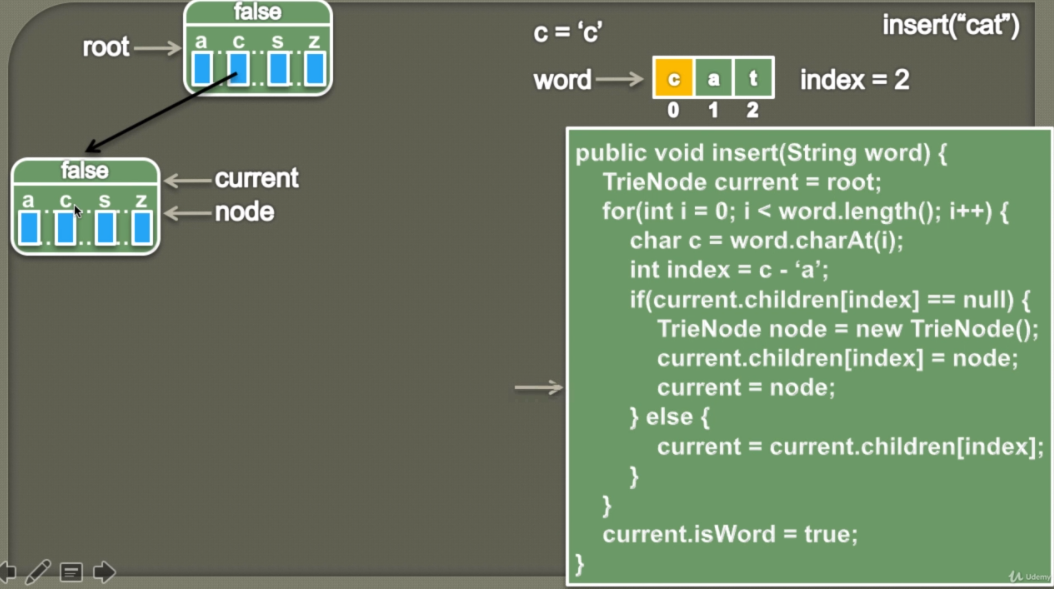 false
a c s z
root
c = ‘c’
insert("cat")
word
c a t
0 1 2
index = 2
false
a c s z
current
node
public void insert(String word) {
TrieNode current = root;
for(int i = 0; i < word.length(); i++) {
char c = word.charAt(i);
int index = c - ‘a’;
if(current.children[index] == null) {
TrieNode node = new TrieNode();
current.children[index] = node;
current = node;
} else {
current = current.children[index];
}
}
current.isWord = true;
}
Udemy